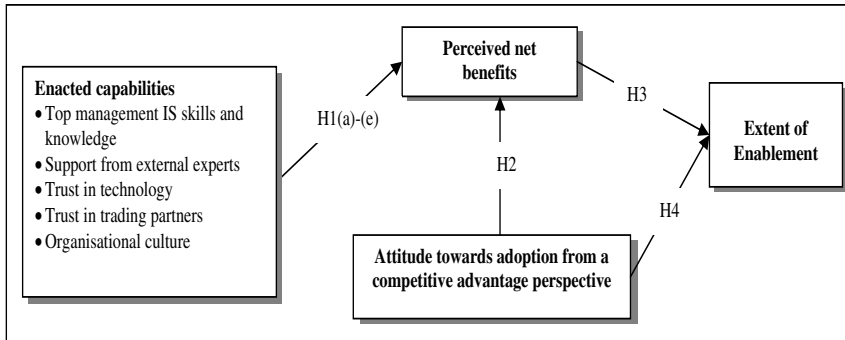 Enacted capabilities
• Top management IS skills and
knowledge
• Support from external experts
• Trust in technology
• Trust in trading partners
• Organisational culture
H1(a)-(e)
Perceived net
benefits
H2
Attitude towards adoption from a
competitive advantage perspective
H3
H4
Extent of
Enablement